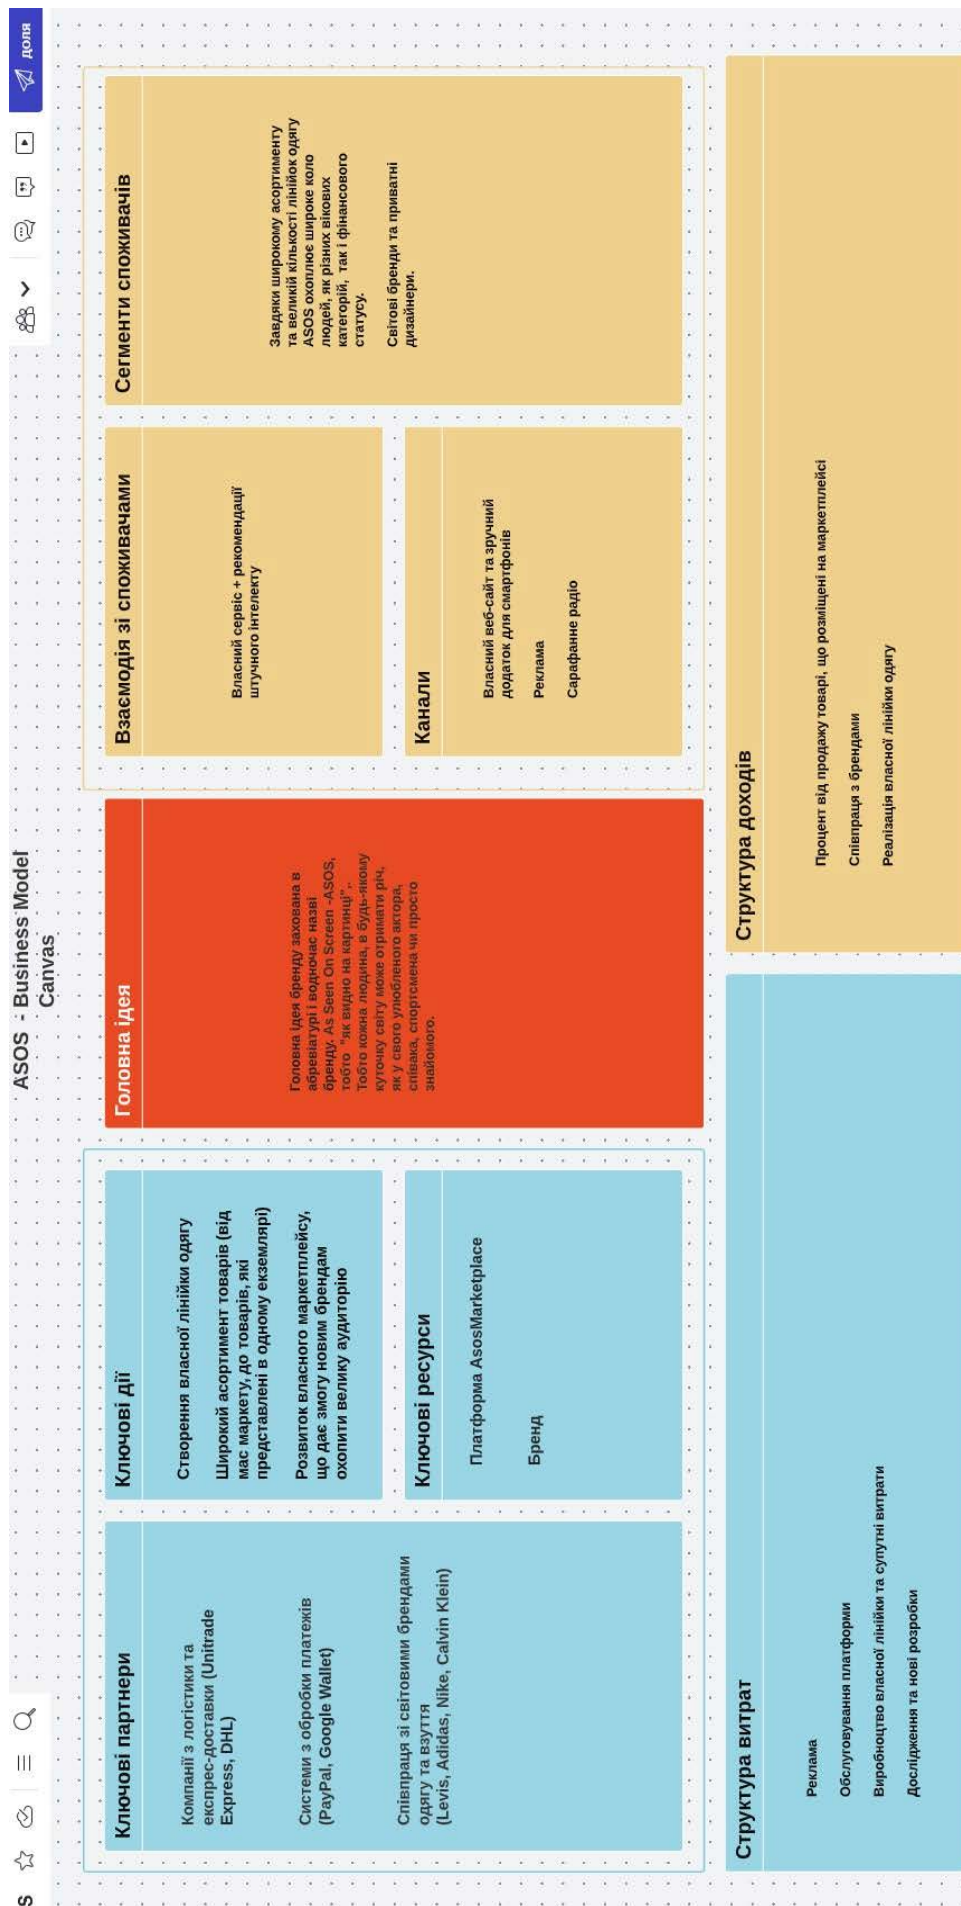 s
ASOS - Business Model
Canvas
доля
Ключові партнери
Компанії з логістики та
експрес-доставки (Unitrade
Express, DHL)
Системи з обробки платежів
(PayPal, Google Wallet)
Співпраця зі світовими брендами
одягу та взуття
(Levis, Adidas, Nike, Calvin Klein)
Ключові дії
Створення власної лінійки одягу
Широкий асортимент товарів (від
мас маркету, до товарів, які
представлені в одному екземлярі)
Розвиток власного маркетплейсу,
що дає змогу новим брендам
охопити велику аудиторію
Ключові ресурси
Платформа AsosMarketplace
Бренд
Головна ідея
Головна ідея бренду захована в
абревіатурі і водночас назві
бренду. As Seen On Screen -ASOS,
тобто "як видно на картинці".
Тобто кожна людина, в будь-якому
куточку світу може отримати річ,
як у свого улюбленого актора,
співака, спортсмена чи просто
знайомого.
Взаємодія зі споживачами
Власний сервіс + рекомендації
штучного інтелекту
Канали
Власний веб-сайт та зручний
додаток для смартфонів
Реклама
Сарафанне радіо
Сегменти споживачів
Завдяки широкому асортименту
та великій кількості лінійок одягу
ASOS охоплює широке коло
людей, як різних вікових
категорій, так і фінансового
статусу.
Світові бренди та приватні
дизайнери.
Структура витрат
Реклама
Обслуговування платформи
Виробноцтво власної лінійки та супутні витрати
Дослідження та нові розробки
Структура доходів
Процент від продажу товарі, що розміщені на маркетплейсі
Співпраця з брендами
Реалізація власної лінійки одягу